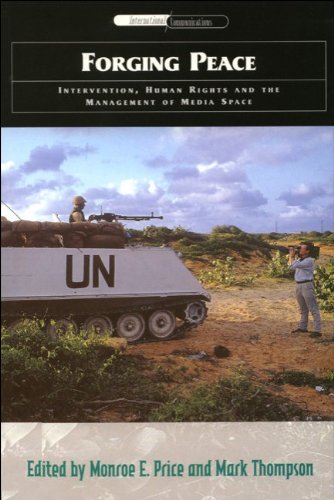 International Communications
FORGING PEACE
INTERVENTION, HUMAN RIGHTS AND THE
MANAGEMENT OF MEDIA SPACE
UN
Edited by Monroe E. Price and Mark Thompson